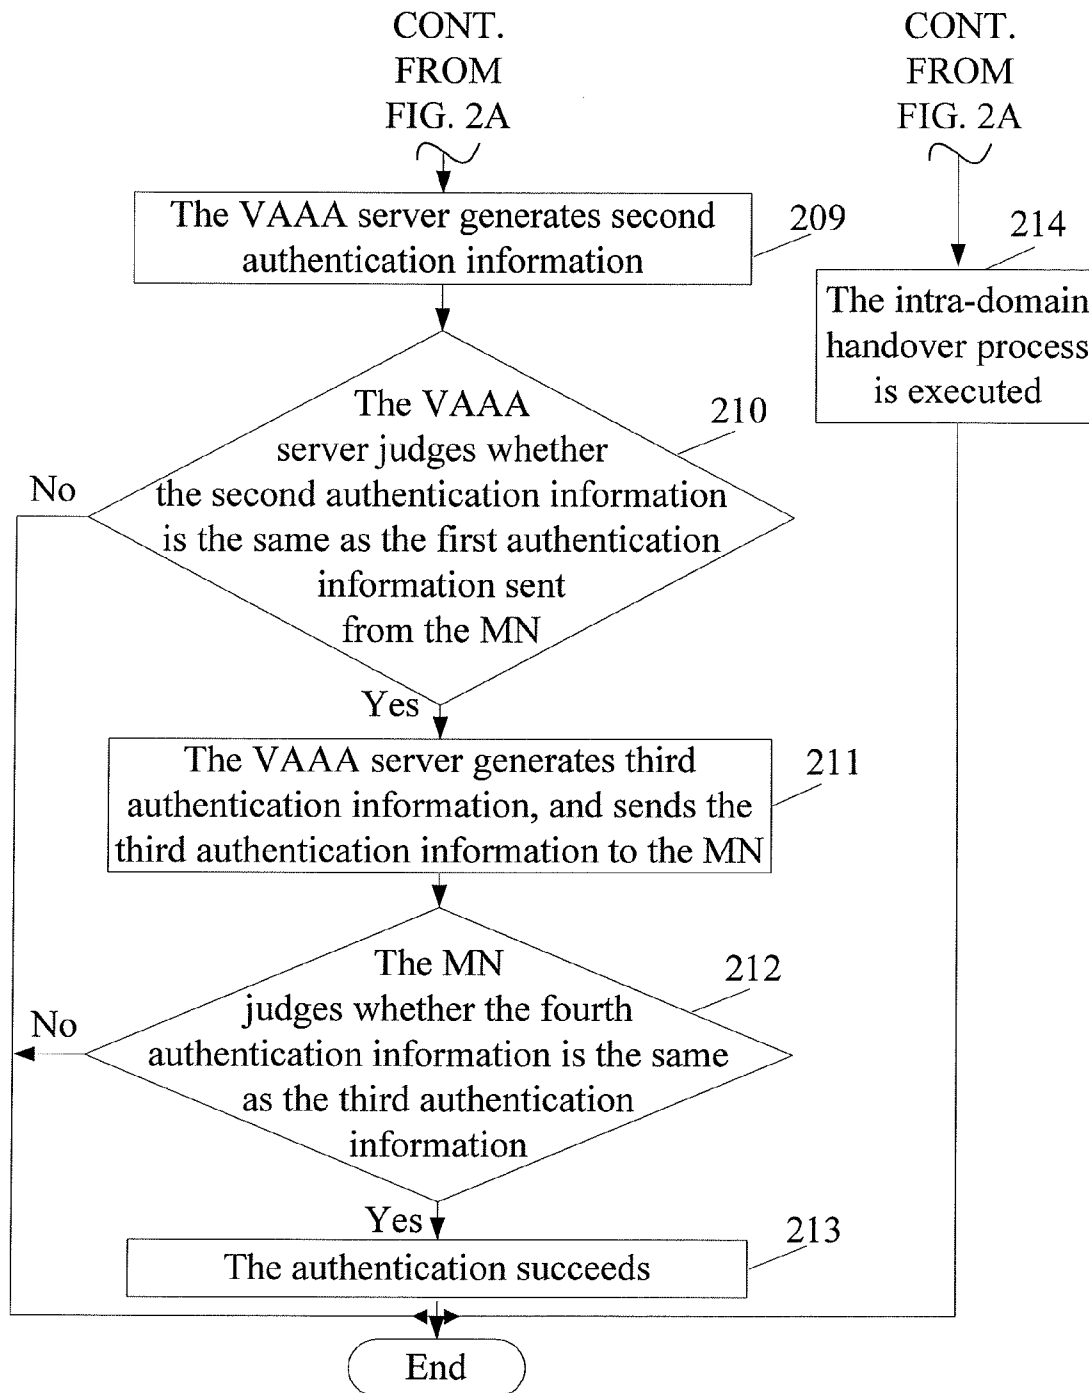 CONT.
FROM
FIG. 2A
CONT.
FROM
FIG. 2A
The VAAA server generates second
authentication information
209
214
The intra-domain
handover process
is executed
The VAAA
server judges whether
the second authentication information
is the same as the first authentication
information sent
from the MN
210
No
Yes
The VAAA server generates third
authentication information, and sends the
third authentication information to the MN
211
The MN
judges whether the fourth
authentication information is the same
as the third authentication
information
212
No
Yes
The authentication succeeds
213
End